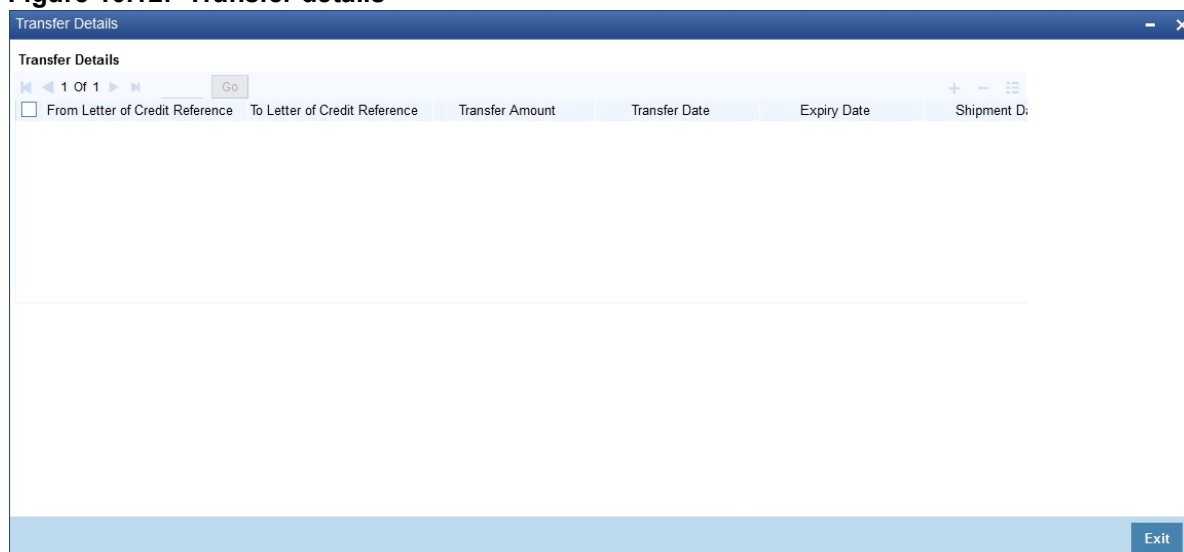 Transfer Details
Transfer Details
1 Of 1 Go
From Letter of Credit Reference To Letter of Credit Reference Transfer Amount Transfer Date Expiry Date Shipment
Exit